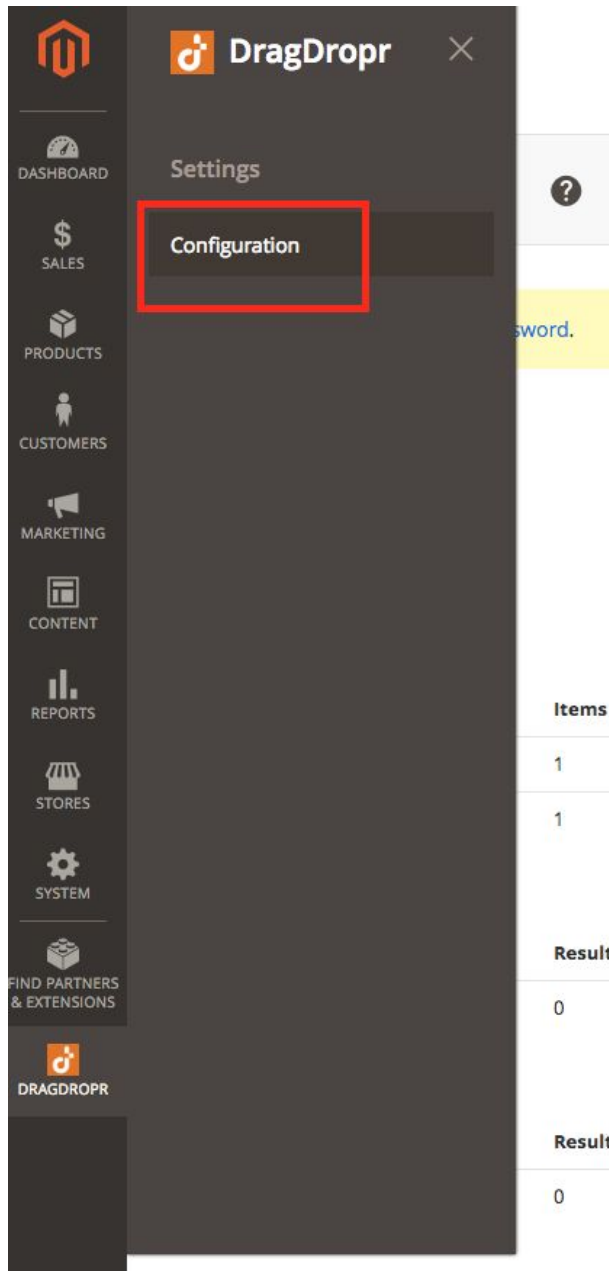 DragDropr
Settings
Configuration
DASHBOARD
SALES
PRODUCTS
CUSTOMERS
MARKETING
CONTENT
REPORTS
STORES
SYSTEM
FIND PARTNERS
& EXTENSIONS
DRAGDROPR
?
sword.
Items
1
1
Result
0
Result
0